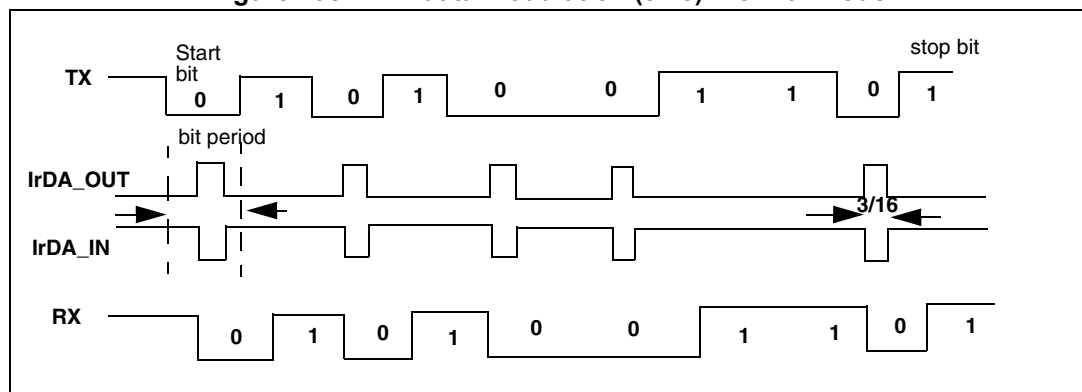 Start
bit
stop bit
TX
0 1 0 1 0 0 1 1 0 1
bit period
IrDA_OUT
3/16
IrDA_IN
RX
0 1 0 1 0 0 1 1 0 1